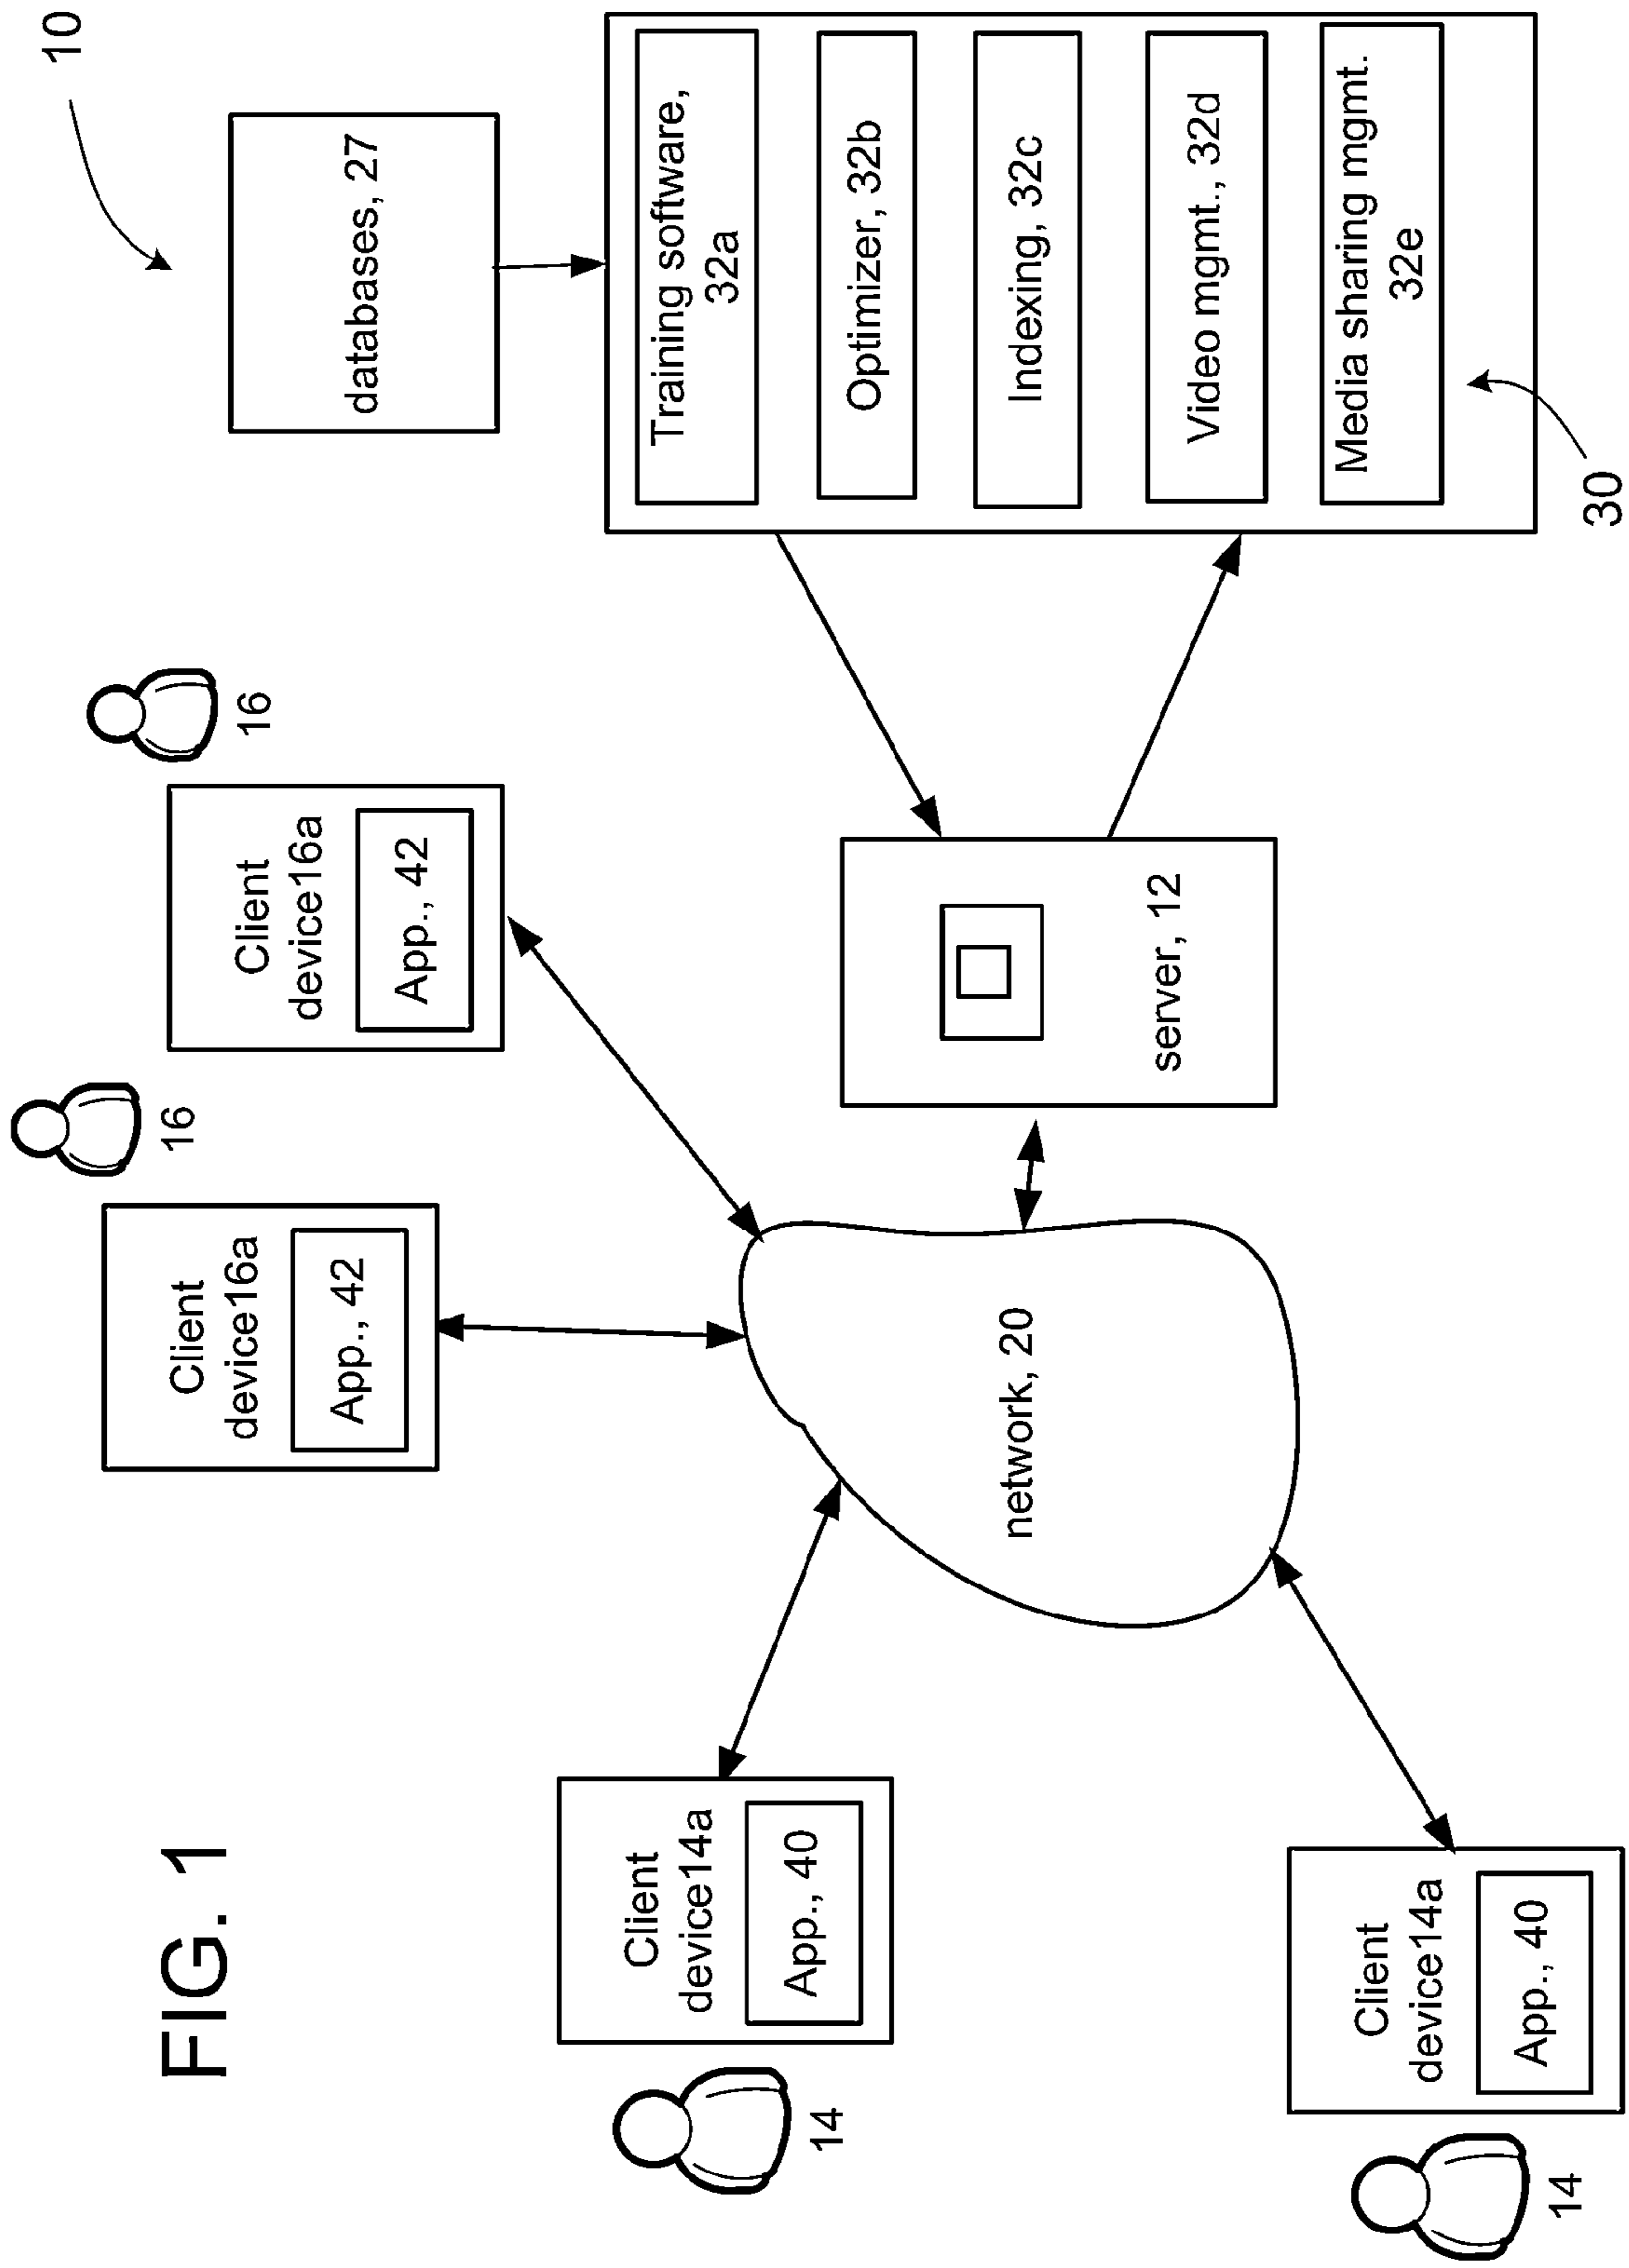 FIG. 1
10
databases, 27
16
16
Client
device16a
App., 42
Client
device16a
App., 42
Client
device14a
App., 40
14
Client
device14a
App., 40
14
network, 20
server, 12
Training software,
32a
Optimizer, 32b
Indexing, 32c
Video mgmt., 32d
Media sharing mgmt.
32e
30